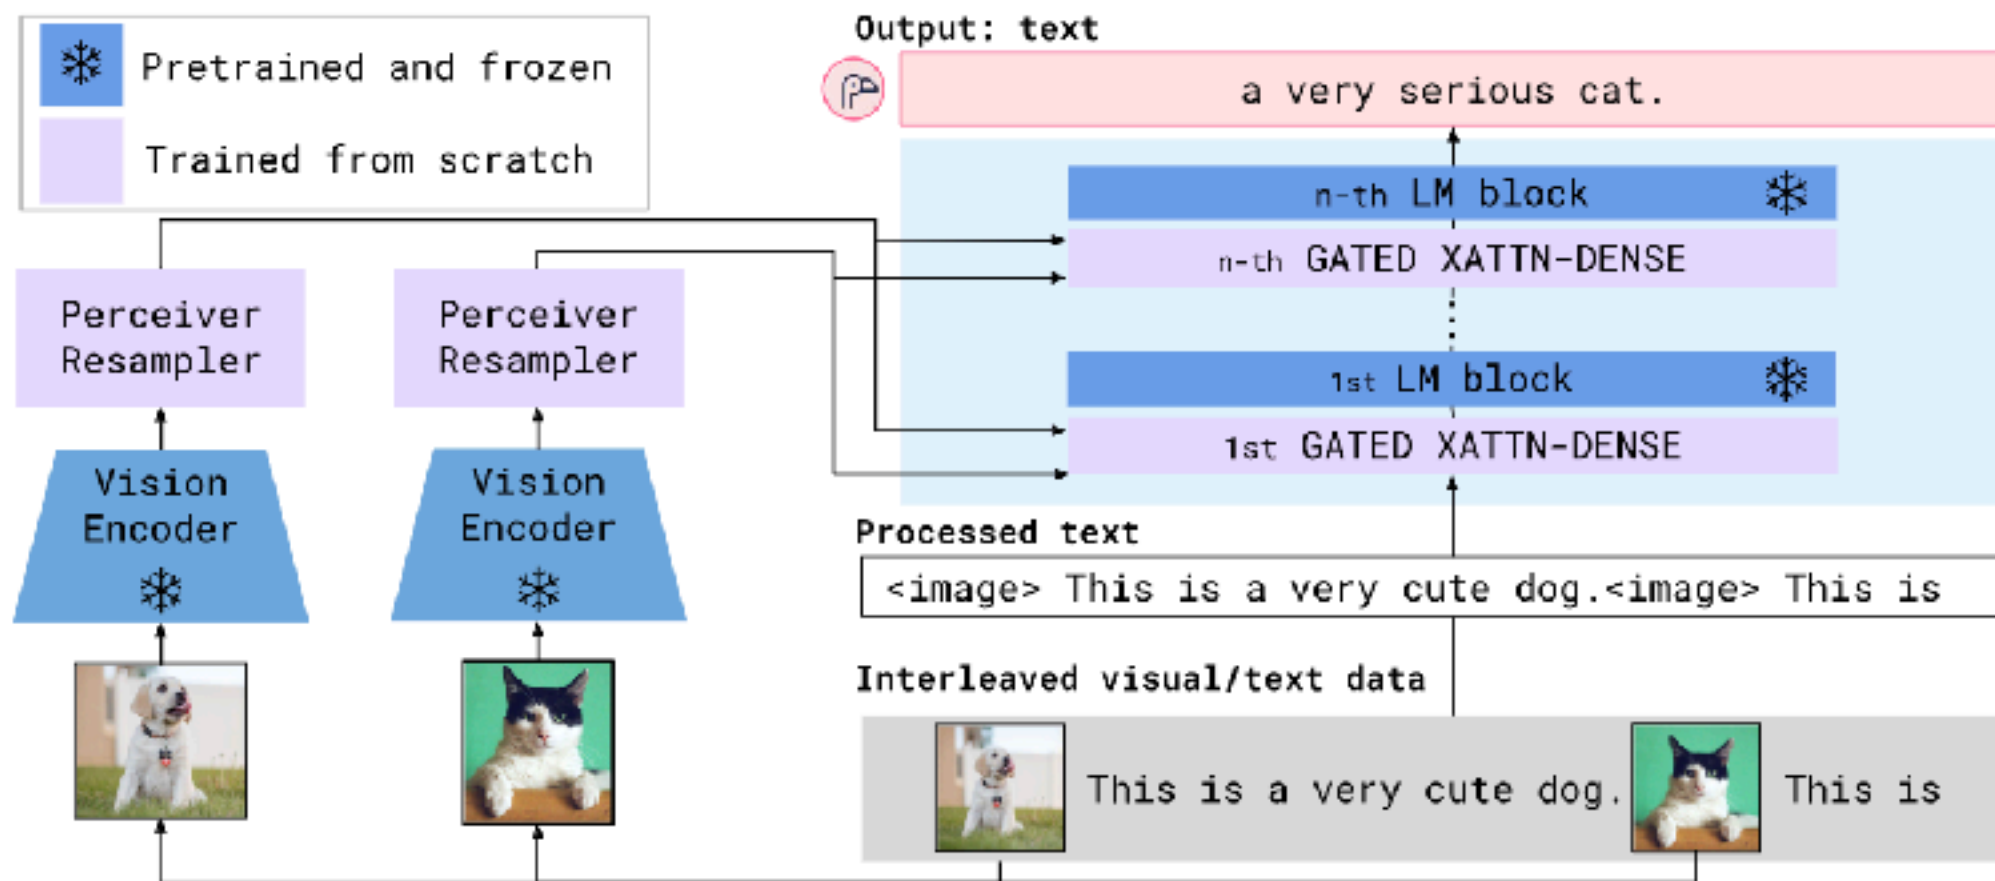 Pretrained and frozen
Trained from scratch
Output: text
a very serious cat.
n-th LM block
n-th GATED XATTN-DENSE
1st LM block
1st GATED XATTN-DENSE
Perceiver
Resampler
Perceiver
Resampler
Vision
Encoder
Vision
Encoder
Processed text
<image> This is a very cute dog.<image> This is
Interleaved visual/text data
This is a very cute dog.
This is